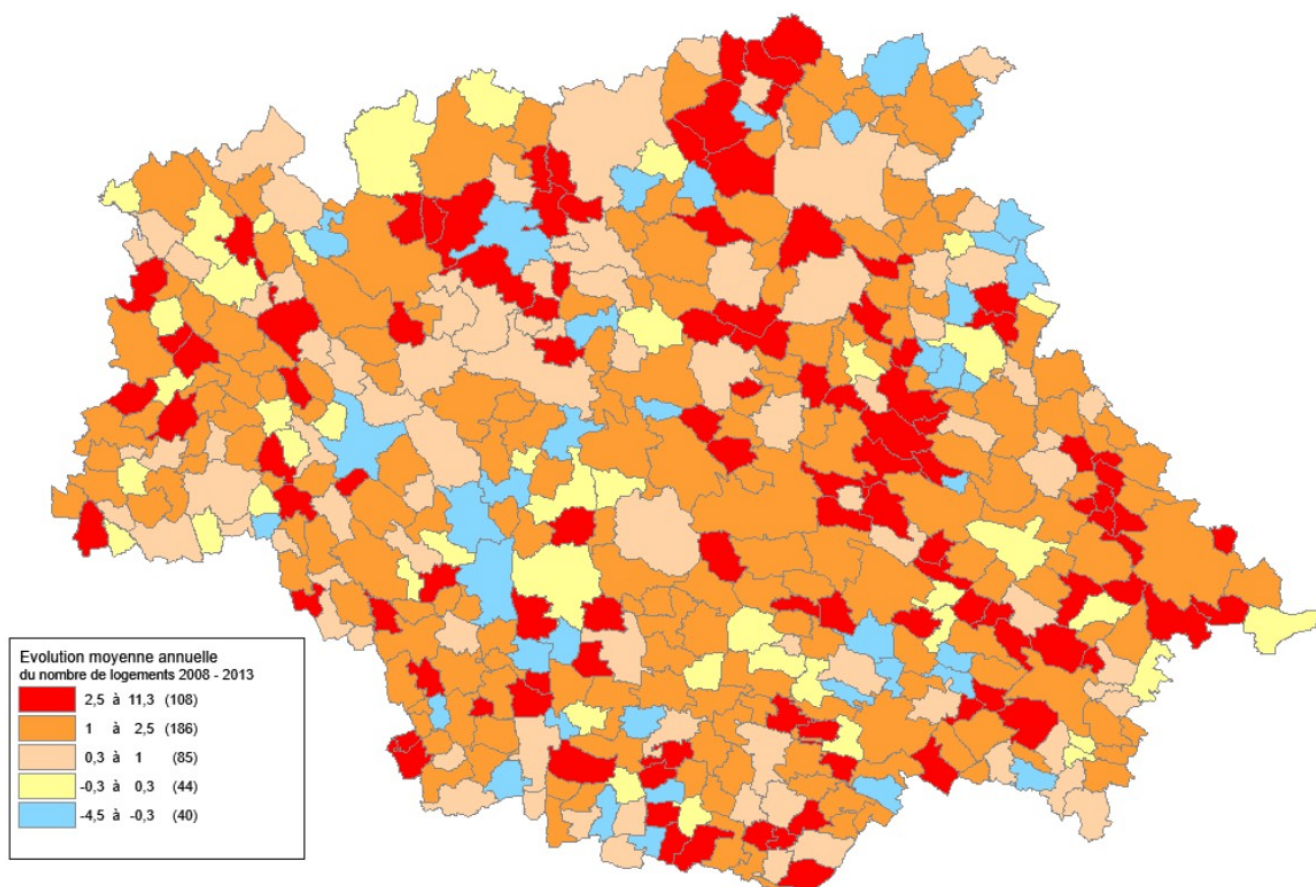 Evolution moyenne annuelle
du nombre de logements 2008 - 2013
2,5 à 11,3 (108)
1 à 2,5 (186)
0,3 à 1 (85)
-0,3 à 0,3 (44)
-4,5 à -0,3 (40)